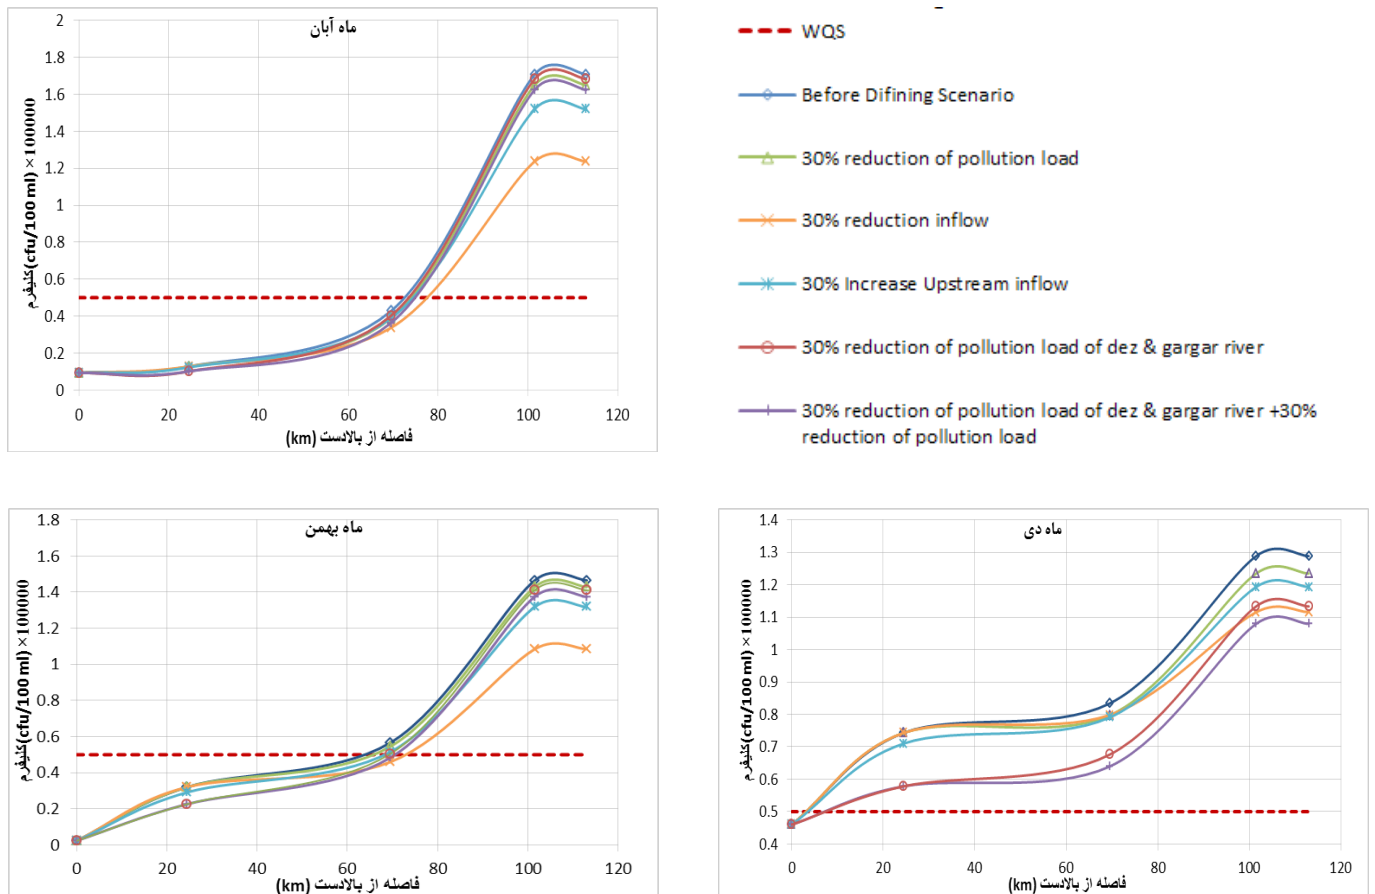 ماه آبان
کلیفرم(cfu/100 ml) ×1000000
2
1.8
1.6
1.4
1.2
1
0.8
0.6
0.4
0.2
0
0 20 40 60 80 100 120
فاصله از بالادست (km)
WQS
Before Difining Scenario
30% reduction of pollution load
30% reduction inflow
30% Increase Upstream inflow
30% reduction of pollution load of dez & gargar river
30% reduction of pollution load of dez & gargar river +30%
reduction of pollution load
ماه بهمن
کلیفرم(cfu/100 ml) ×1000000
1.8
1.6
1.4
1.2
1
0.8
0.6
0.4
0.2
0
0 20 40 60 80 100 120
فاصله از بالادست (km)
ماه دی
کلیفرم(cfu/100 ml) ×1000000
1.4
1.3
1.2
1.1
1
0.9
0.8
0.7
0.6
0.5
0.4
0 20 40 60 80 100 120
فاصله از بالادست (km)